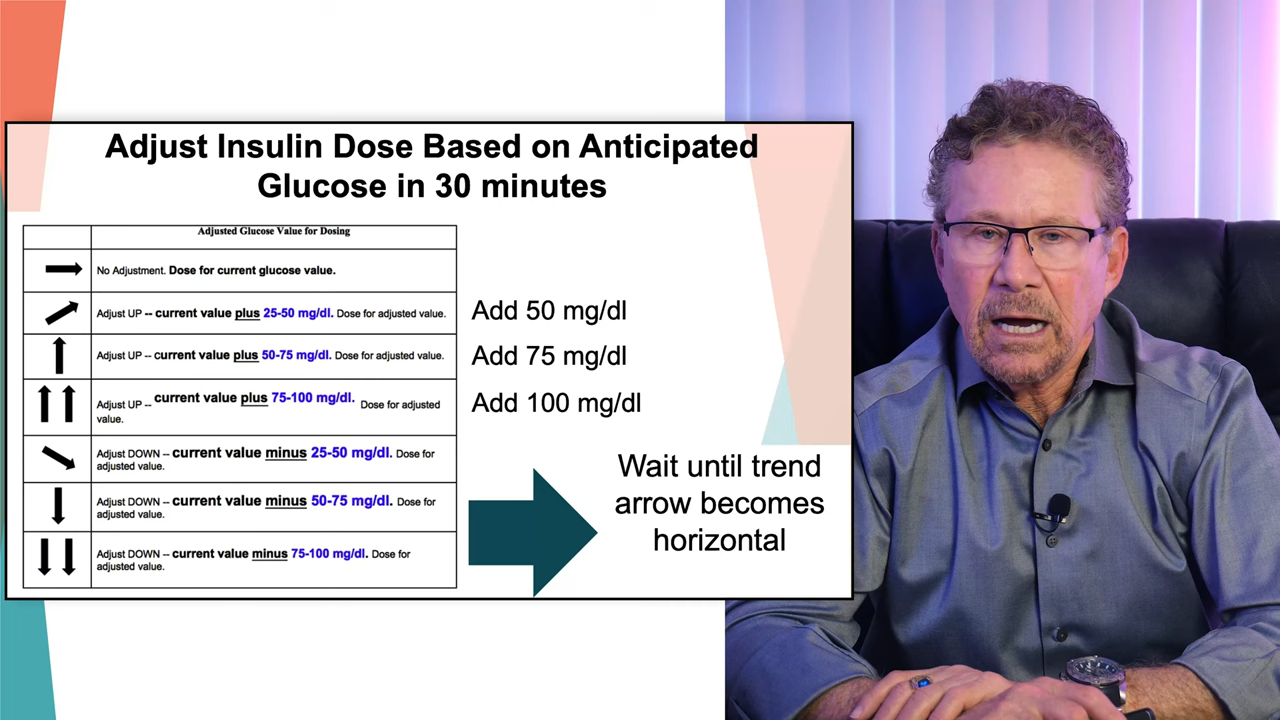 Adjust Insulin Dose Based on Anticipated
Glucose in 30 minutes
Adjusted Glucose Value for Dosing
No Adjustment. Dose for current glucose value.
Adjust UP -- current value plus 25-50 mg/dl. Dose for adjusted value.
Add 50 mg/dl
Adjust UP -- current value plus 50-75 mg/dl. Dose for adjusted value.
Add 75 mg/dl
Adjust UP -- current value plus 75-100 mg/dl. Dose for adjusted
value.
Add 100 mg/dl
Adjust DOWN -- current value minus 25-50 mg/dl. Dose for
adjusted value.
Adjust DOWN -- current value minus 50-75 mg/dl. Dose for
adjusted value.
Adjust DOWN -- current value minus 75-100 mg/dl. Dose for
adjusted value.
Wait until trend
arrow becomes
horizontal